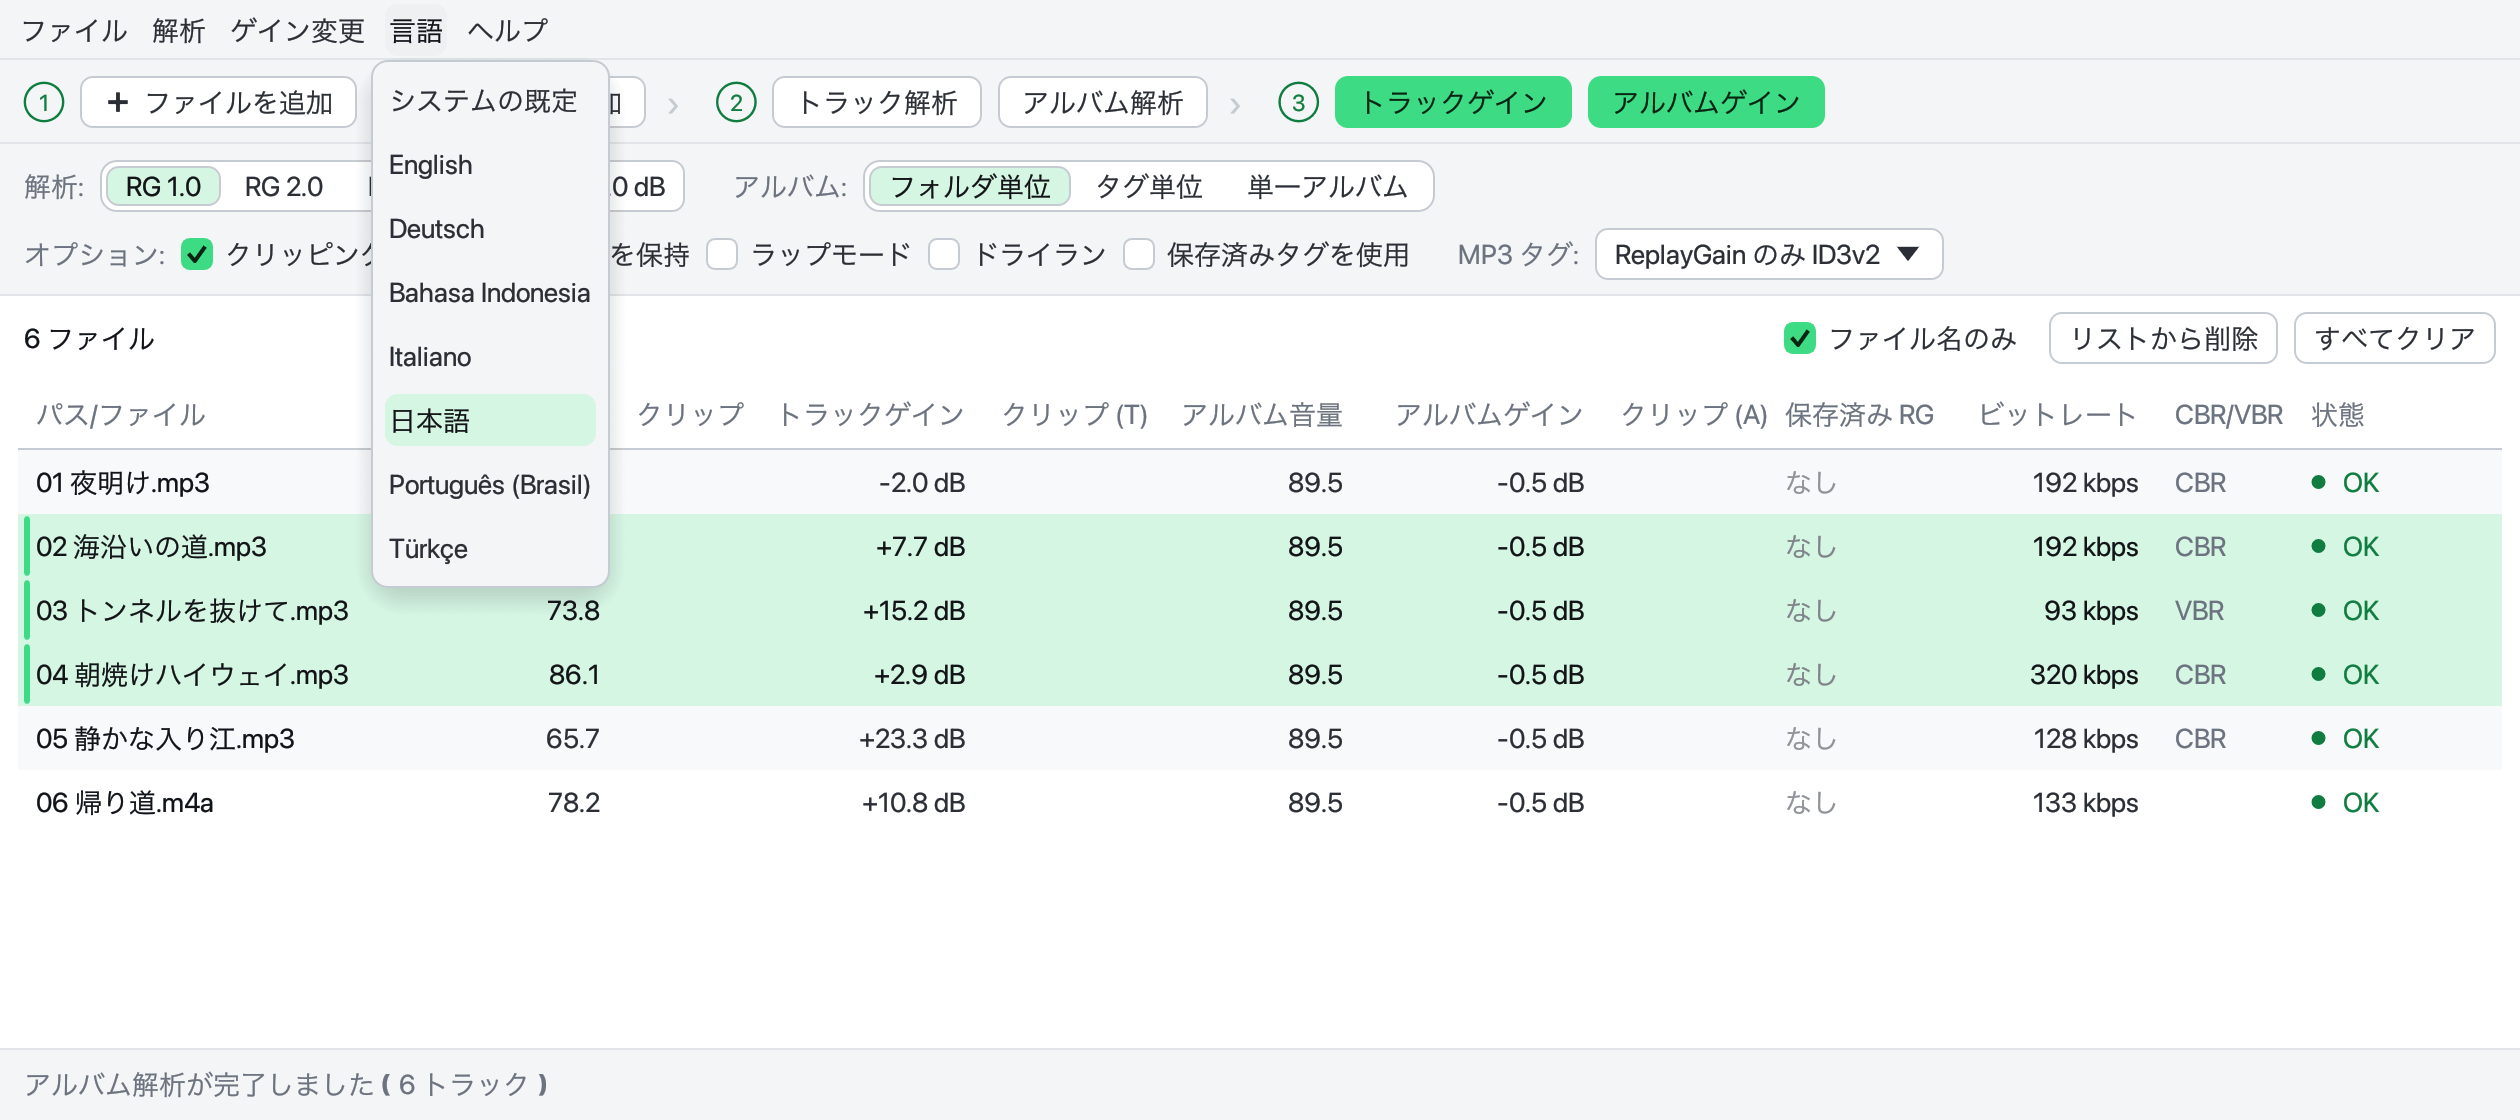 ファイル 解析 ゲイン変更 言語 ヘルプ
1 + ファイルを追加 › 2 トラック解析 アルバム解析 › 3 トラックゲイン アルバムゲイン
システムの既定
English
Deutsch
Bahasa Indonesia
Italiano
日本語
Português (Brasil)
Türkçe
解析: RG 1.0 RG 2.0 .0 dB アルバム: フォルダ単位 タグ単位 単一アルバム
オプション: クリッピング を保持 ラップモード ドライラン 保存済みタグを使用 MP3 タグ: ReplayGain のみ ID3v2
6 ファイル ファイル名のみ リストから削除 すべてクリア
パス/ファイル クリップ トラックゲイン クリップ (T) アルバム音量 アルバムゲイン クリップ (A) 保存済み RG ビットレート CBR/VBR 状態
01 夜明け.mp3 -2.0 dB 89.5 -0.5 dB なし 192 kbps CBR OK
02 海沿いの道.mp3 +7.7 dB 89.5 -0.5 dB なし 192 kbps CBR OK
03 トンネルを抜けて.mp3 73.8 +15.2 dB 89.5 -0.5 dB なし 93 kbps VBR OK
04 朝焼けハイウェイ.mp3 86.1 +2.9 dB 89.5 -0.5 dB なし 320 kbps CBR OK
05 静かな入り江.mp3 65.7 +23.3 dB 89.5 -0.5 dB なし 128 kbps CBR OK
06 帰り道.m4a 78.2 +10.8 dB 89.5 -0.5 dB なし 133 kbps OK
アルバム解析が完了しました ( 6 トラック )